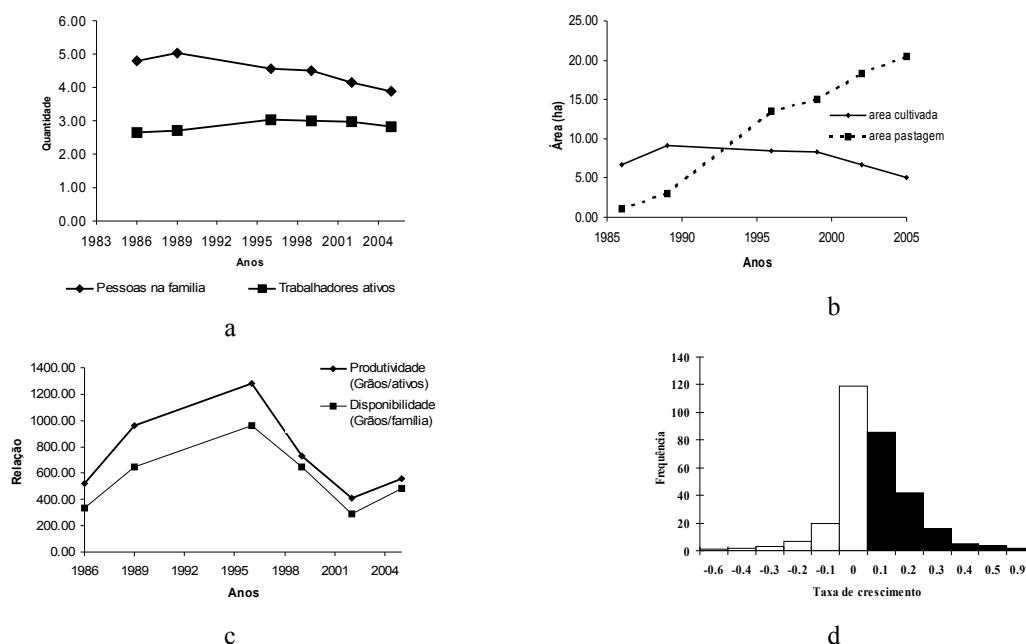 6.00
5.00
4.00
3.00
2.00
1.00
0.00
Quantidade
1983 1986 1989 1992 1995 1998 2001 2004
Anos
Pessoas na familia Trabalhadores ativos
a
25.00
20.00
15.00
10.00
5.00
0.00
Área (ha)
area cultivada
area pastagem
1985 1990 1995 2000 2005
Anos
b
1400.00
1200.00
1000.00
800.00
600.00
400.00
200.00
0.00
Relação
Produtividade
(Grãos/ativos)
Disponibilidade
(Grãos/família)
1986 1989 1992 1995 1998 2001 2004
Anos
c
140
120
100
80
60
40
20
0
Frequência
-0.6 -0.4 -0.3 -0.2 -0.1 0 0.1 0.2 0.3 0.4 0.5 0.9
Taxa de crescimento
d